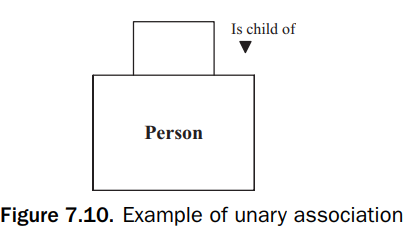 Is child of
Person
Figure 7.10. Example of unary association